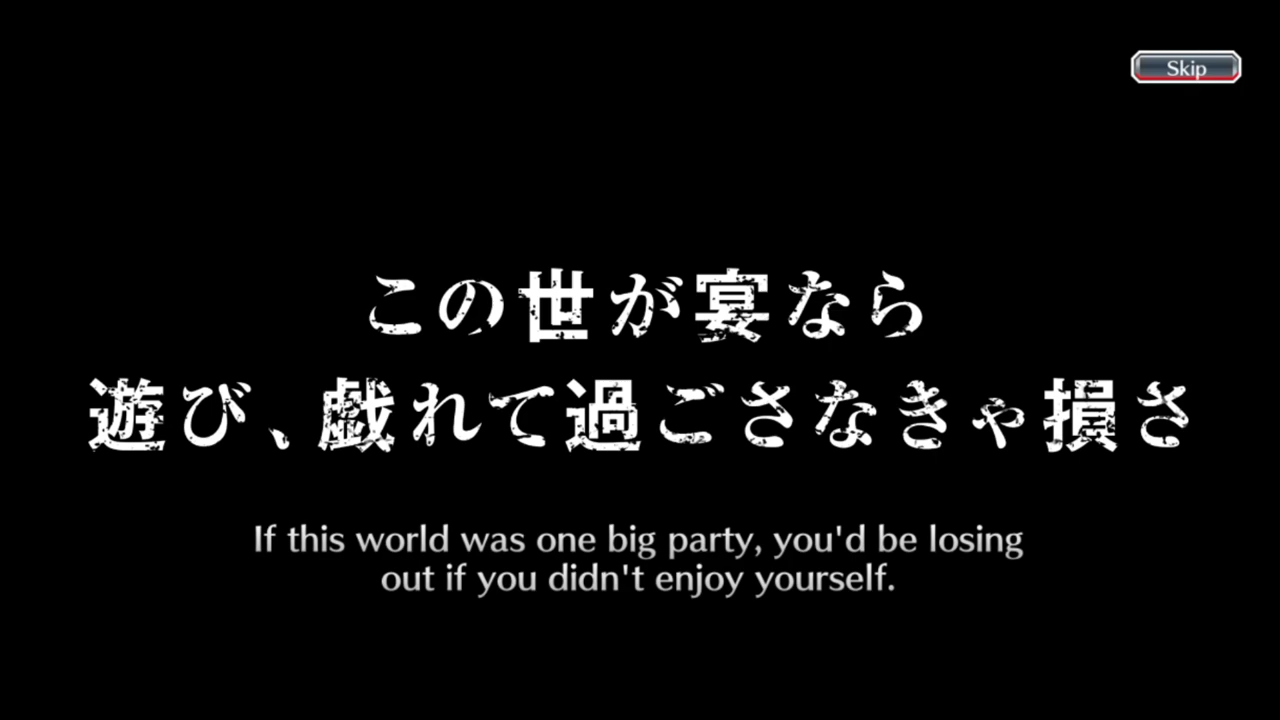 Skip
この世が宴なら
遊び、戯れて過ごさなきゃ損さ
If this world was one big party, you'd be losing
out if you didn't enjoy yourself.